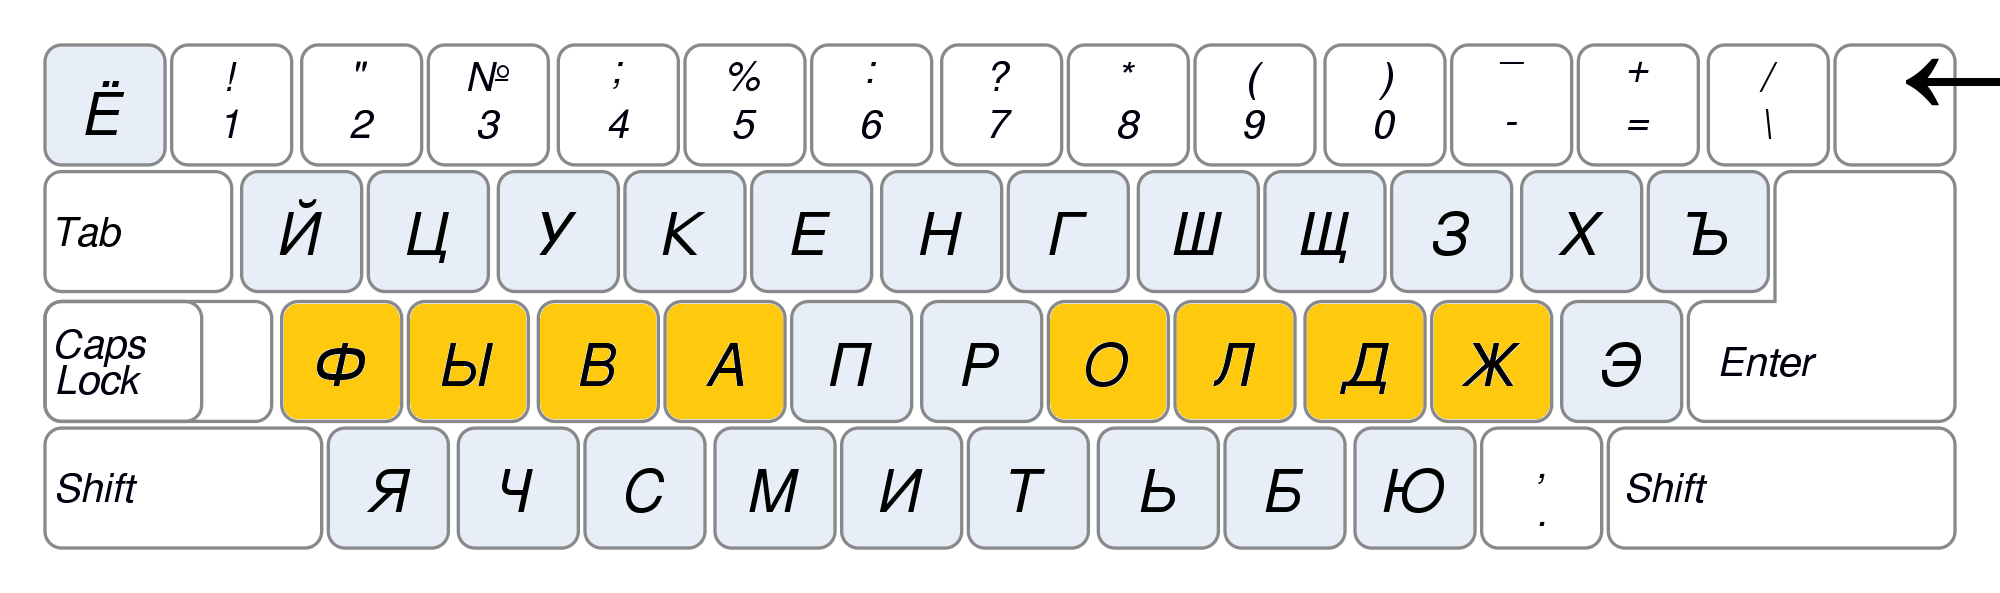 ! " № ; % : ? * ( ) _ + /
Ё 1 2 3 4 5 6 7 8 9 0 - = \ ←
Tab Й Ц У К Е Н Г Ш Щ З Х Ъ
Caps Lock Ф Ы В А П Р О Л Д Ж Э Enter
Shift Я Ч С М И Т Ь Б Ю , . Shift